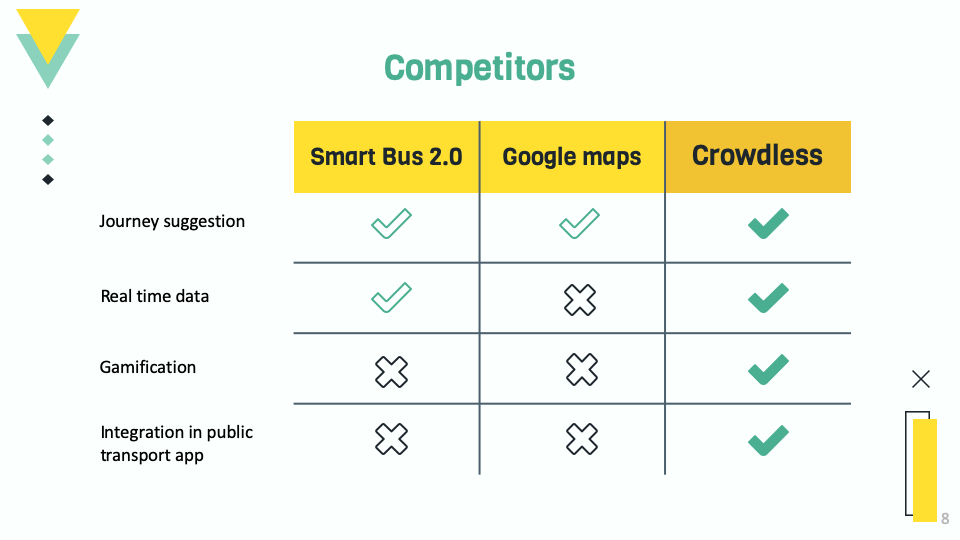 Competitors
Smart Bus 2.0 Google maps Crowdless
Journey suggestion
Real time data
Gamification
Integration in public
transport app
8